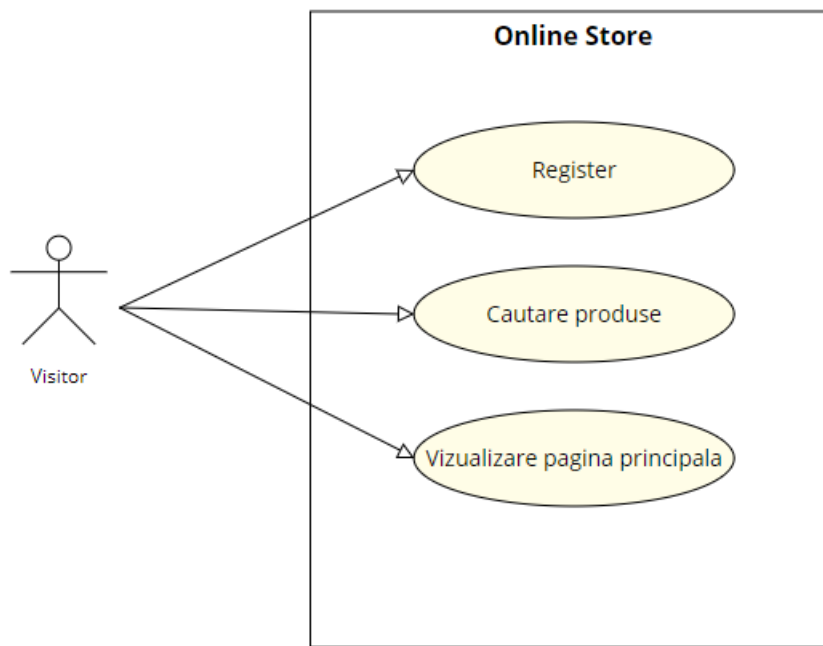 Online Store
Register
Cautare produse
Visitor
Vizualizare pagina principala